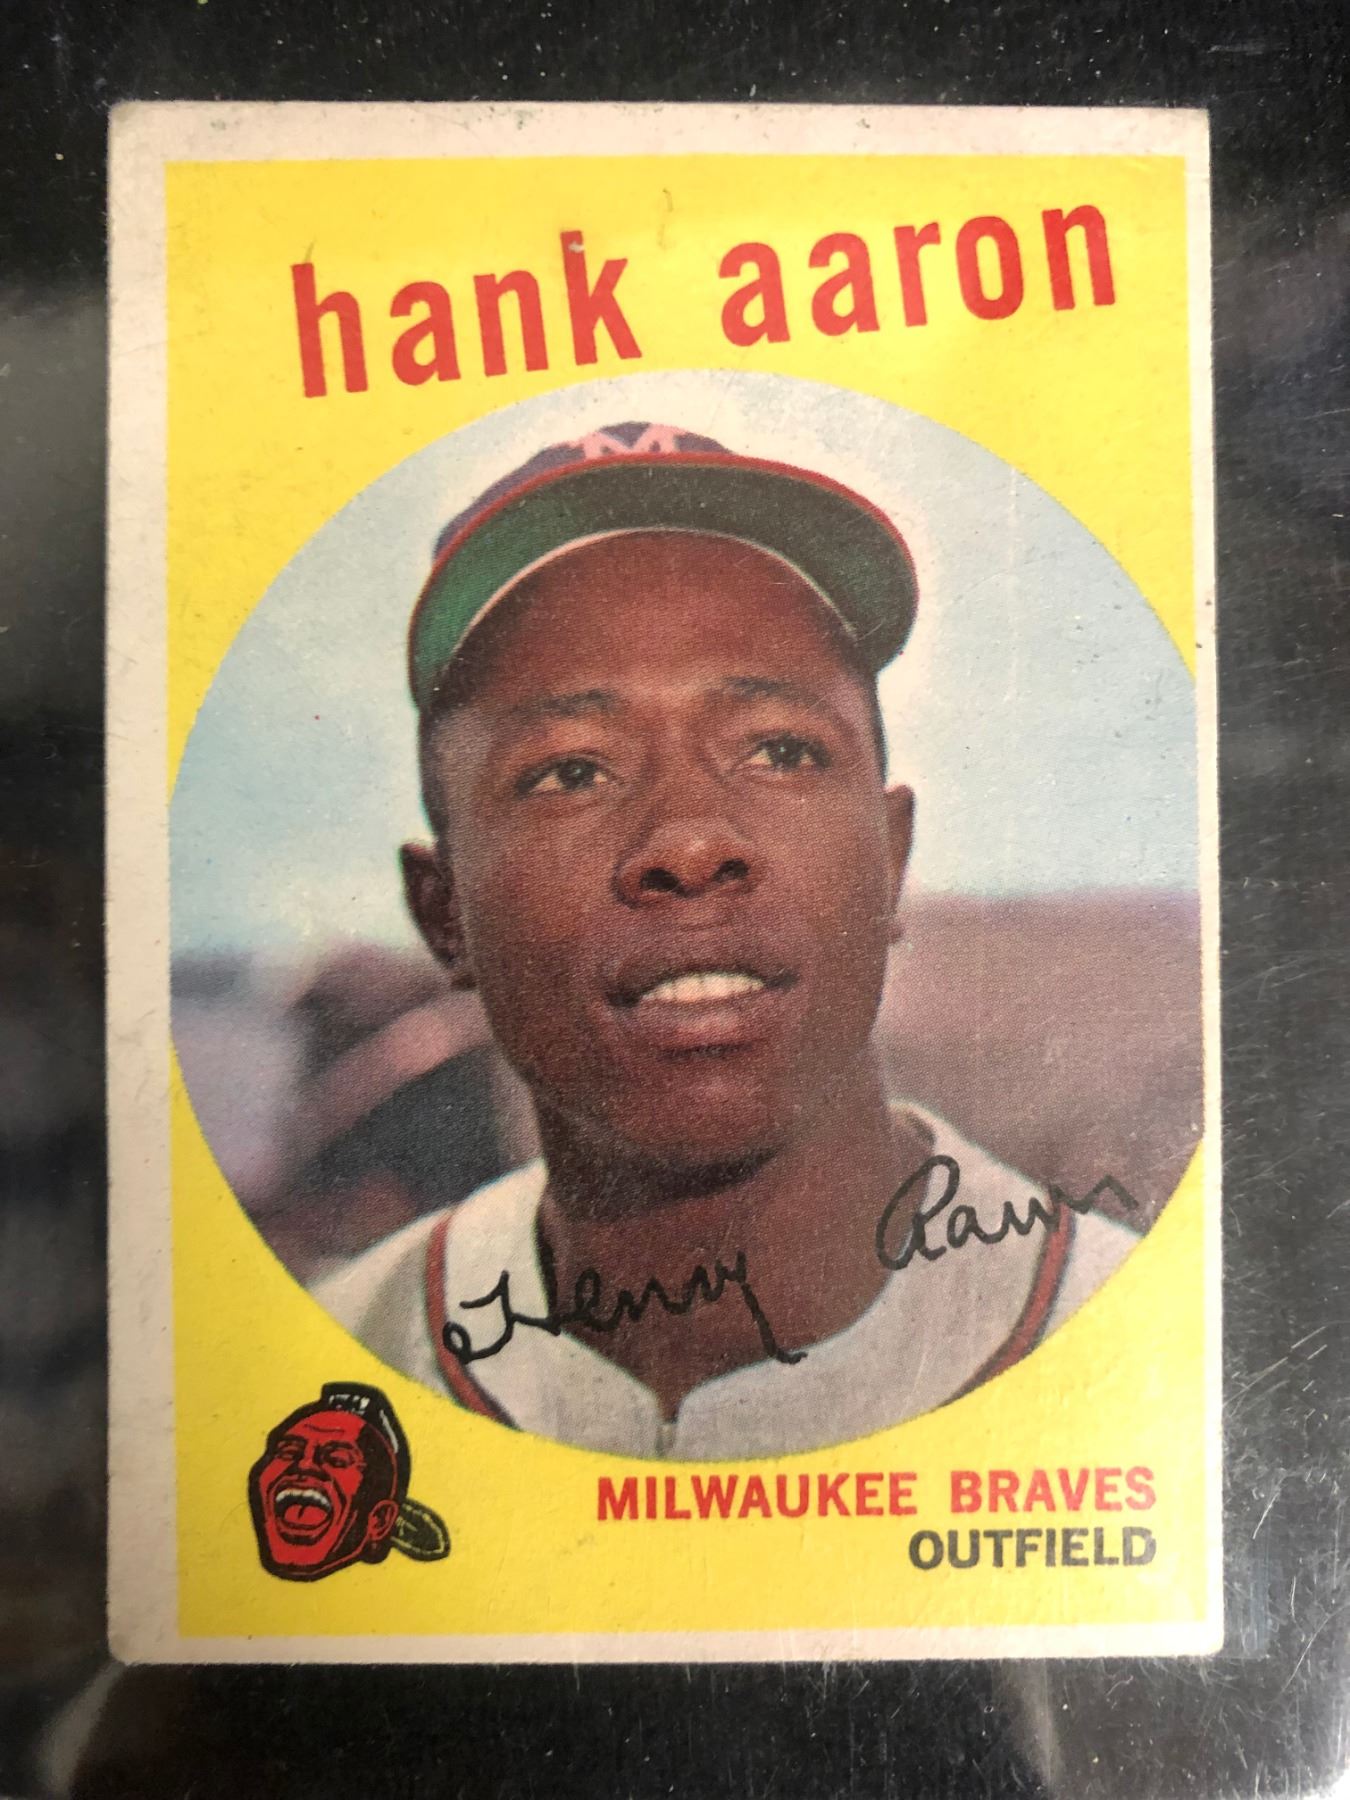 hank aaron
M
Henry Aaron
MILWAUKEE BRAVES
OUTFIELD